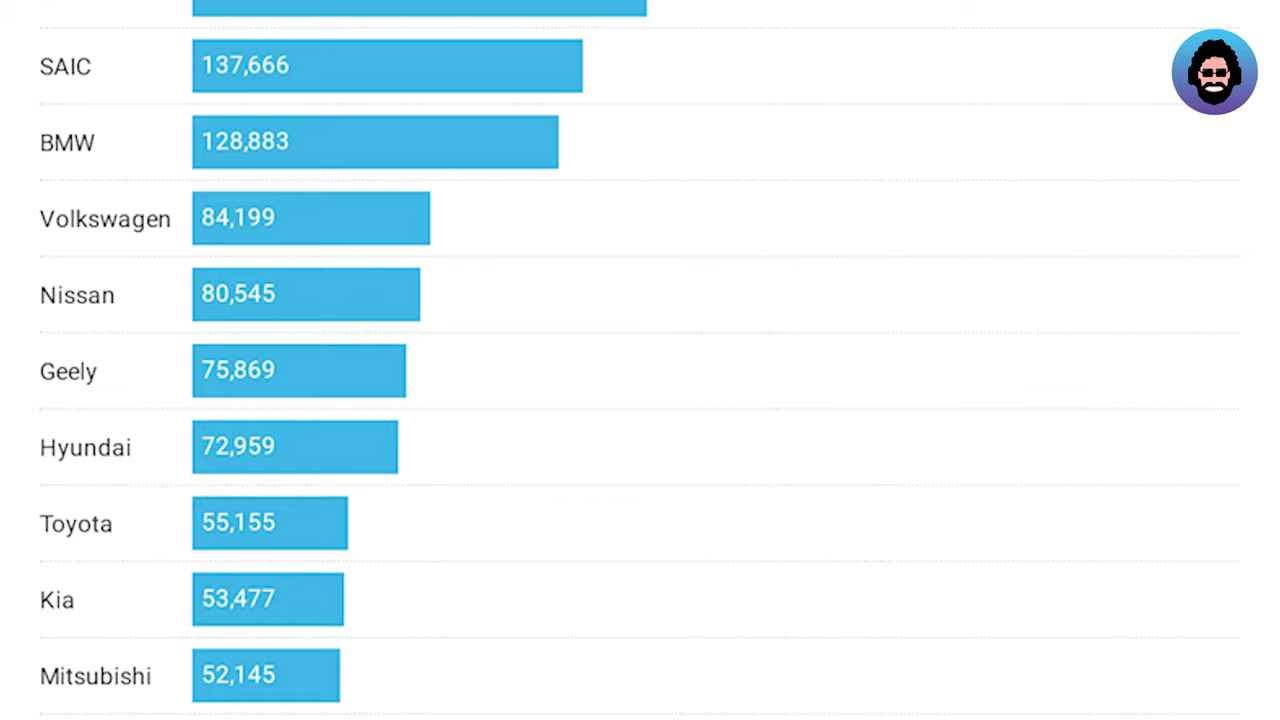 SAIC 137,666
BMW 128,883
Volkswagen 84,199
Nissan 80,545
Geely 75,869
Hyundai 72,959
Toyota 55,155
Kia 53,477
Mitsubishi 52,145